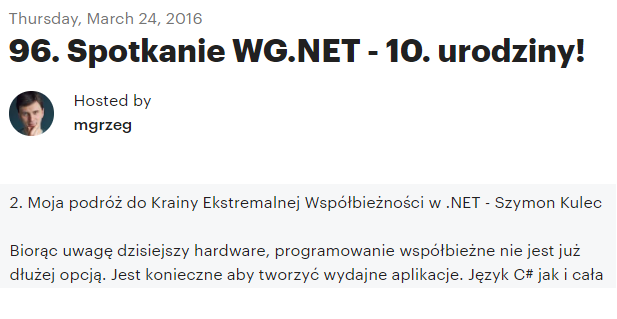 Thursday, March 24, 2016
96. Spotkanie WG.NET - 10. urodziny!
Hosted by
mgrzeg
2. Moja podróż do Krainy Ekstremalnej Współbieżności w .NET - Szymon Kulec
Biorąc uwagę dzisiejszy hardware, programowanie współbieżne nie jest już
dłużej opcją. Jest konieczne aby tworzyć wydajne aplikacje. Język C# jak i cała